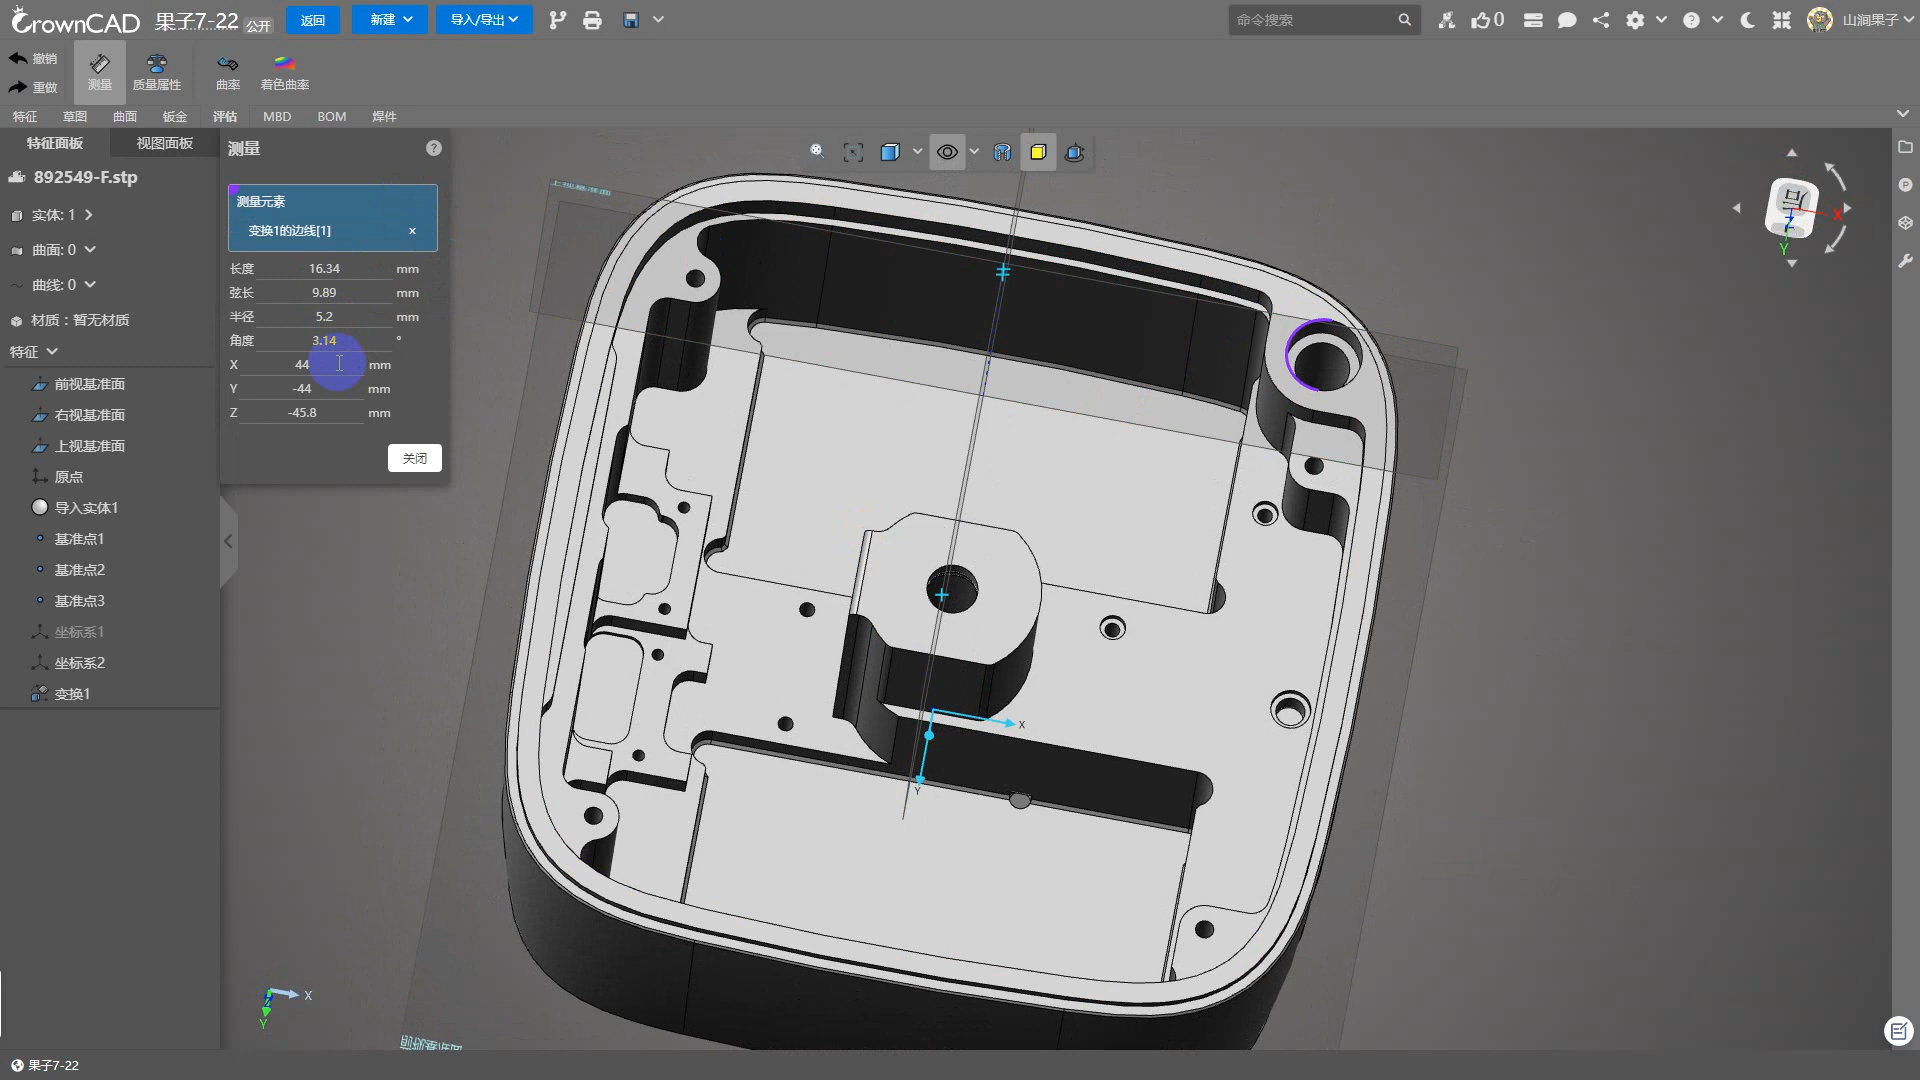 CrownCAD 果子7-22 公开 返回 新建 导入/导出 命令搜索 0 山涧果子
撤销
重做
测量 质量属性 曲率 着色曲率
特征 草图 曲面 钣金 评估 MBD BOM 焊件
特征面板 视图面板
892549-F.stp
实体: 1
曲面: 0
曲线: 0
材质：暂无材质
特征
前视基准面
右视基准面
上视基准面
原点
导入实体1
基准点1
基准点2
基准点3
坐标系1
坐标系2
变换1
测量
测量元素
变换1的边线[1] x
长度 16.34 mm
弦长 9.89 mm
半径 5.2 mm
角度 3.14 °
X 44 mm
Y -44 mm
Z -45.8 mm
关闭
X
Y
X
Y
X
Y
果子7-22